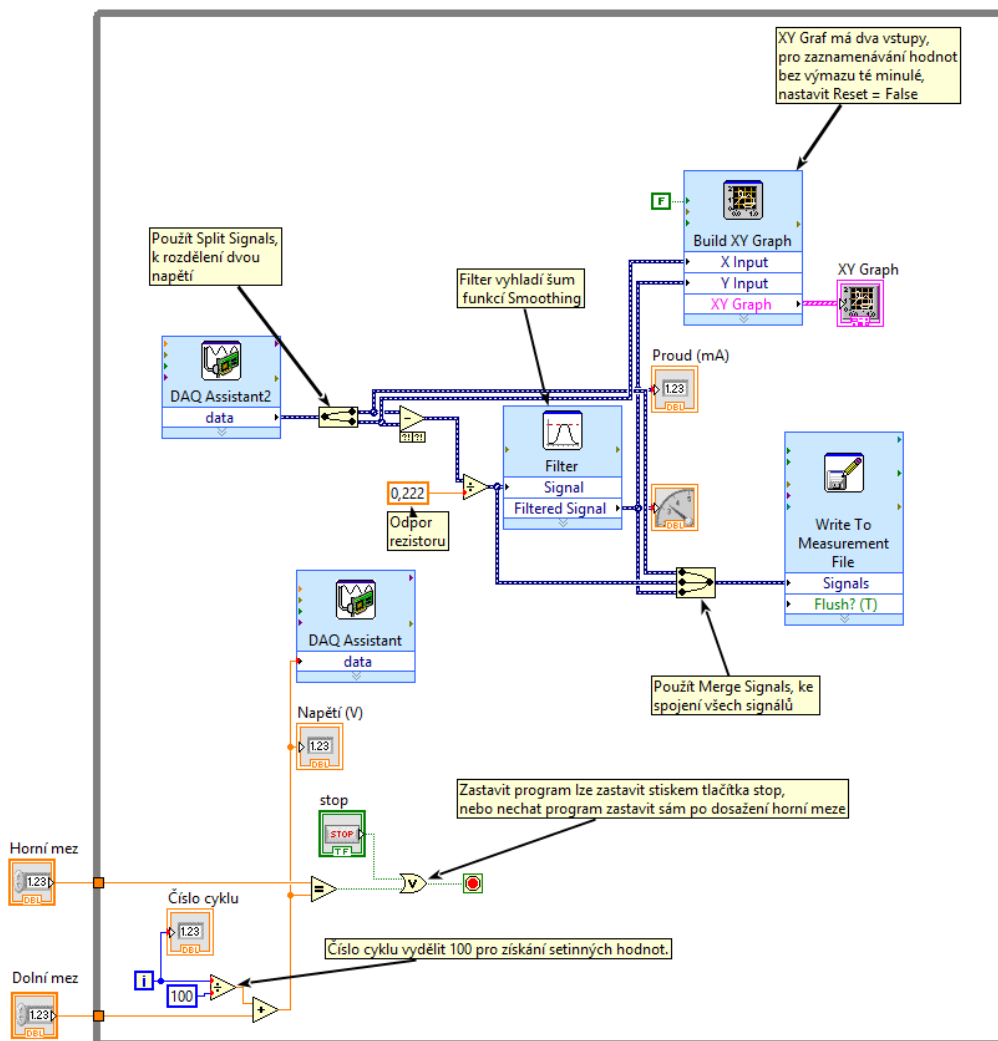 XY Graf má dva vstupy,
pro zaznamenávání hodnot
bez výmazu té minulé,
nastavit Reset = False
F
Build XY Graph
X Input
Y Input
XY Graph
XY Graph
Použít Split Signals,
k rozdělení dvou
napětí
Filter vyhladí šum
funkcí Smoothing
DAQ Assistant2
data
Proud (mA)
1.23
DBL
Filter
Signal
Filtered Signal
0,222
Odpor
rezistoru
DBL
Write To
Measurement
File
Signals
Flush? (T)
DAQ Assistant
data
Použít Merge Signals, ke
spojení všech signálů
Napětí (V)
1.23
DBL
stop
STOP
TF
Zastavit program lze zastavit stiskem tlačítka stop,
nebo nechat program zastavit sám po dosažení horní meze
Horní mez
1.23
DBL
=
V
Číslo cyklu
1.23
DBL
Číslo cyklu vydělit 100 pro získání setinných hodnot.
i
100
÷
+
Dolní mez
1.23
DBL